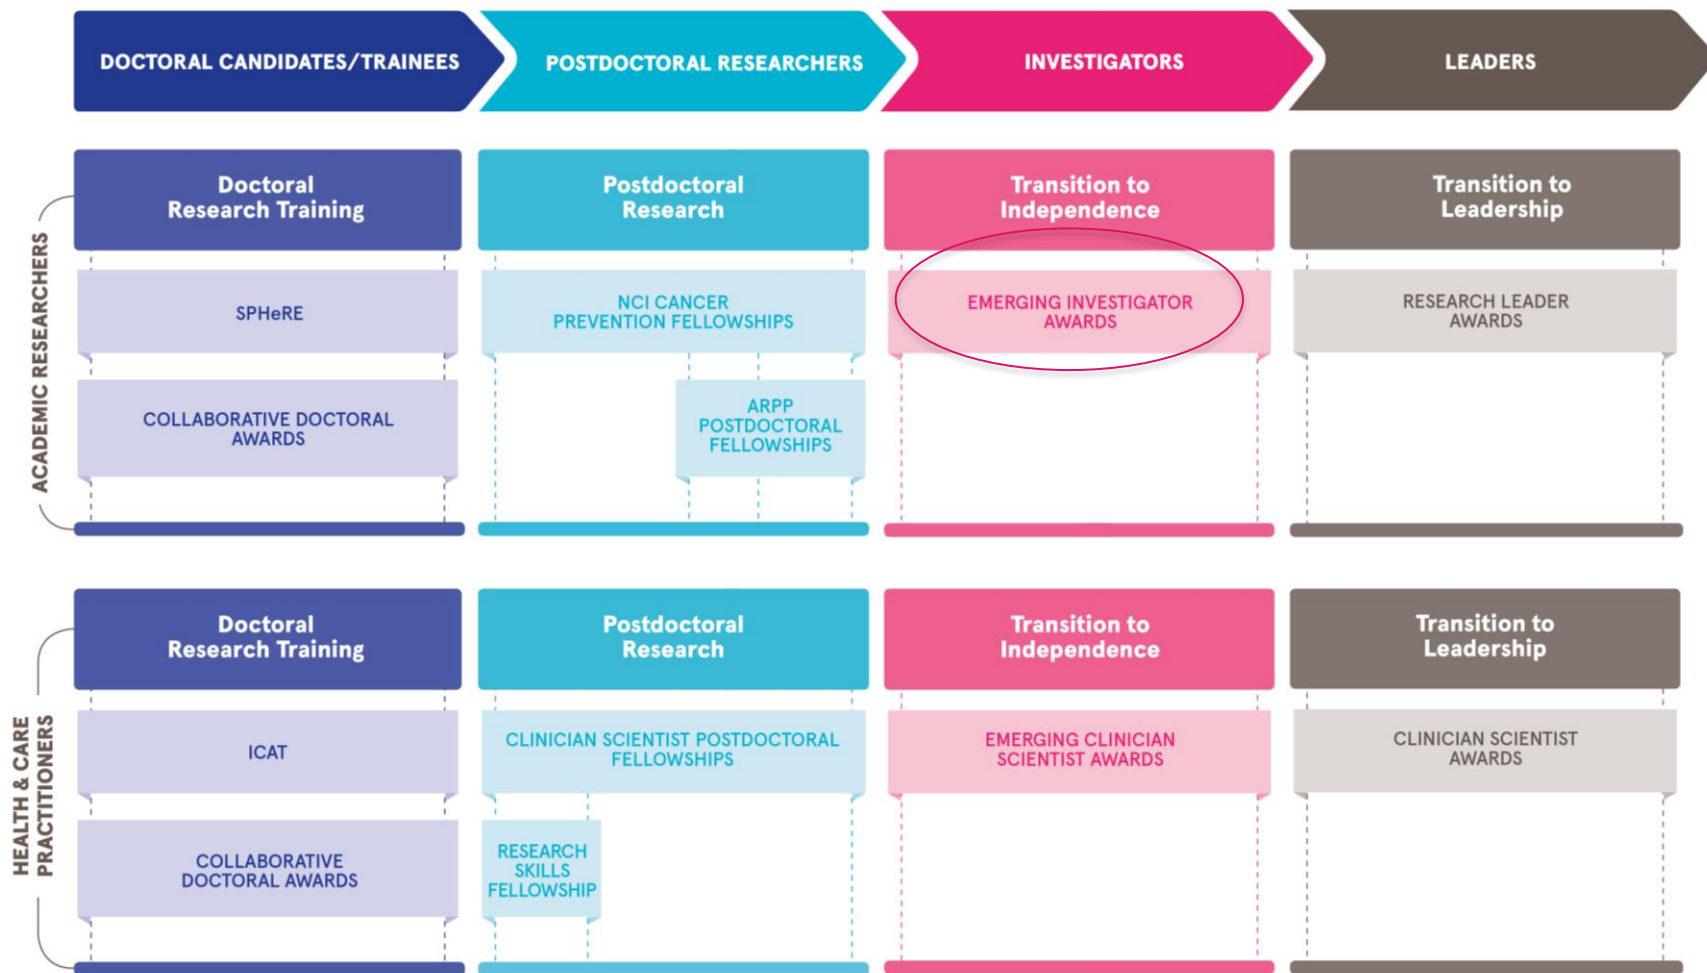 DOCTORAL CANDIDATES/TRAINEES
POSTDOCTORAL RESEARCHERS
INVESTIGATORS
LEADERS
ACADEMIC RESEARCHERS
Doctoral
Research Training
Postdoctoral
Research
Transition to
Independence
Transition to
Leadership
SPHeRE
NCI CANCER
PREVENTION FELLOWSHIPS
EMERGING INVESTIGATOR
AWARDS
RESEARCH LEADER
AWARDS
COLLABORATIVE DOCTORAL
AWARDS
ARPP
POSTDOCTORAL
FELLOWSHIPS
HEALTH & CARE
PRACTITIONERS
Doctoral
Research Training
Postdoctoral
Research
Transition to
Independence
Transition to
Leadership
ICAT
CLINICIAN SCIENTIST POSTDOCTORAL
FELLOWSHIPS
EMERGING CLINICIAN
SCIENTIST AWARDS
CLINICIAN SCIENTIST
AWARDS
COLLABORATIVE
DOCTORAL AWARDS
RESEARCH
SKILLS
FELLOWSHIP